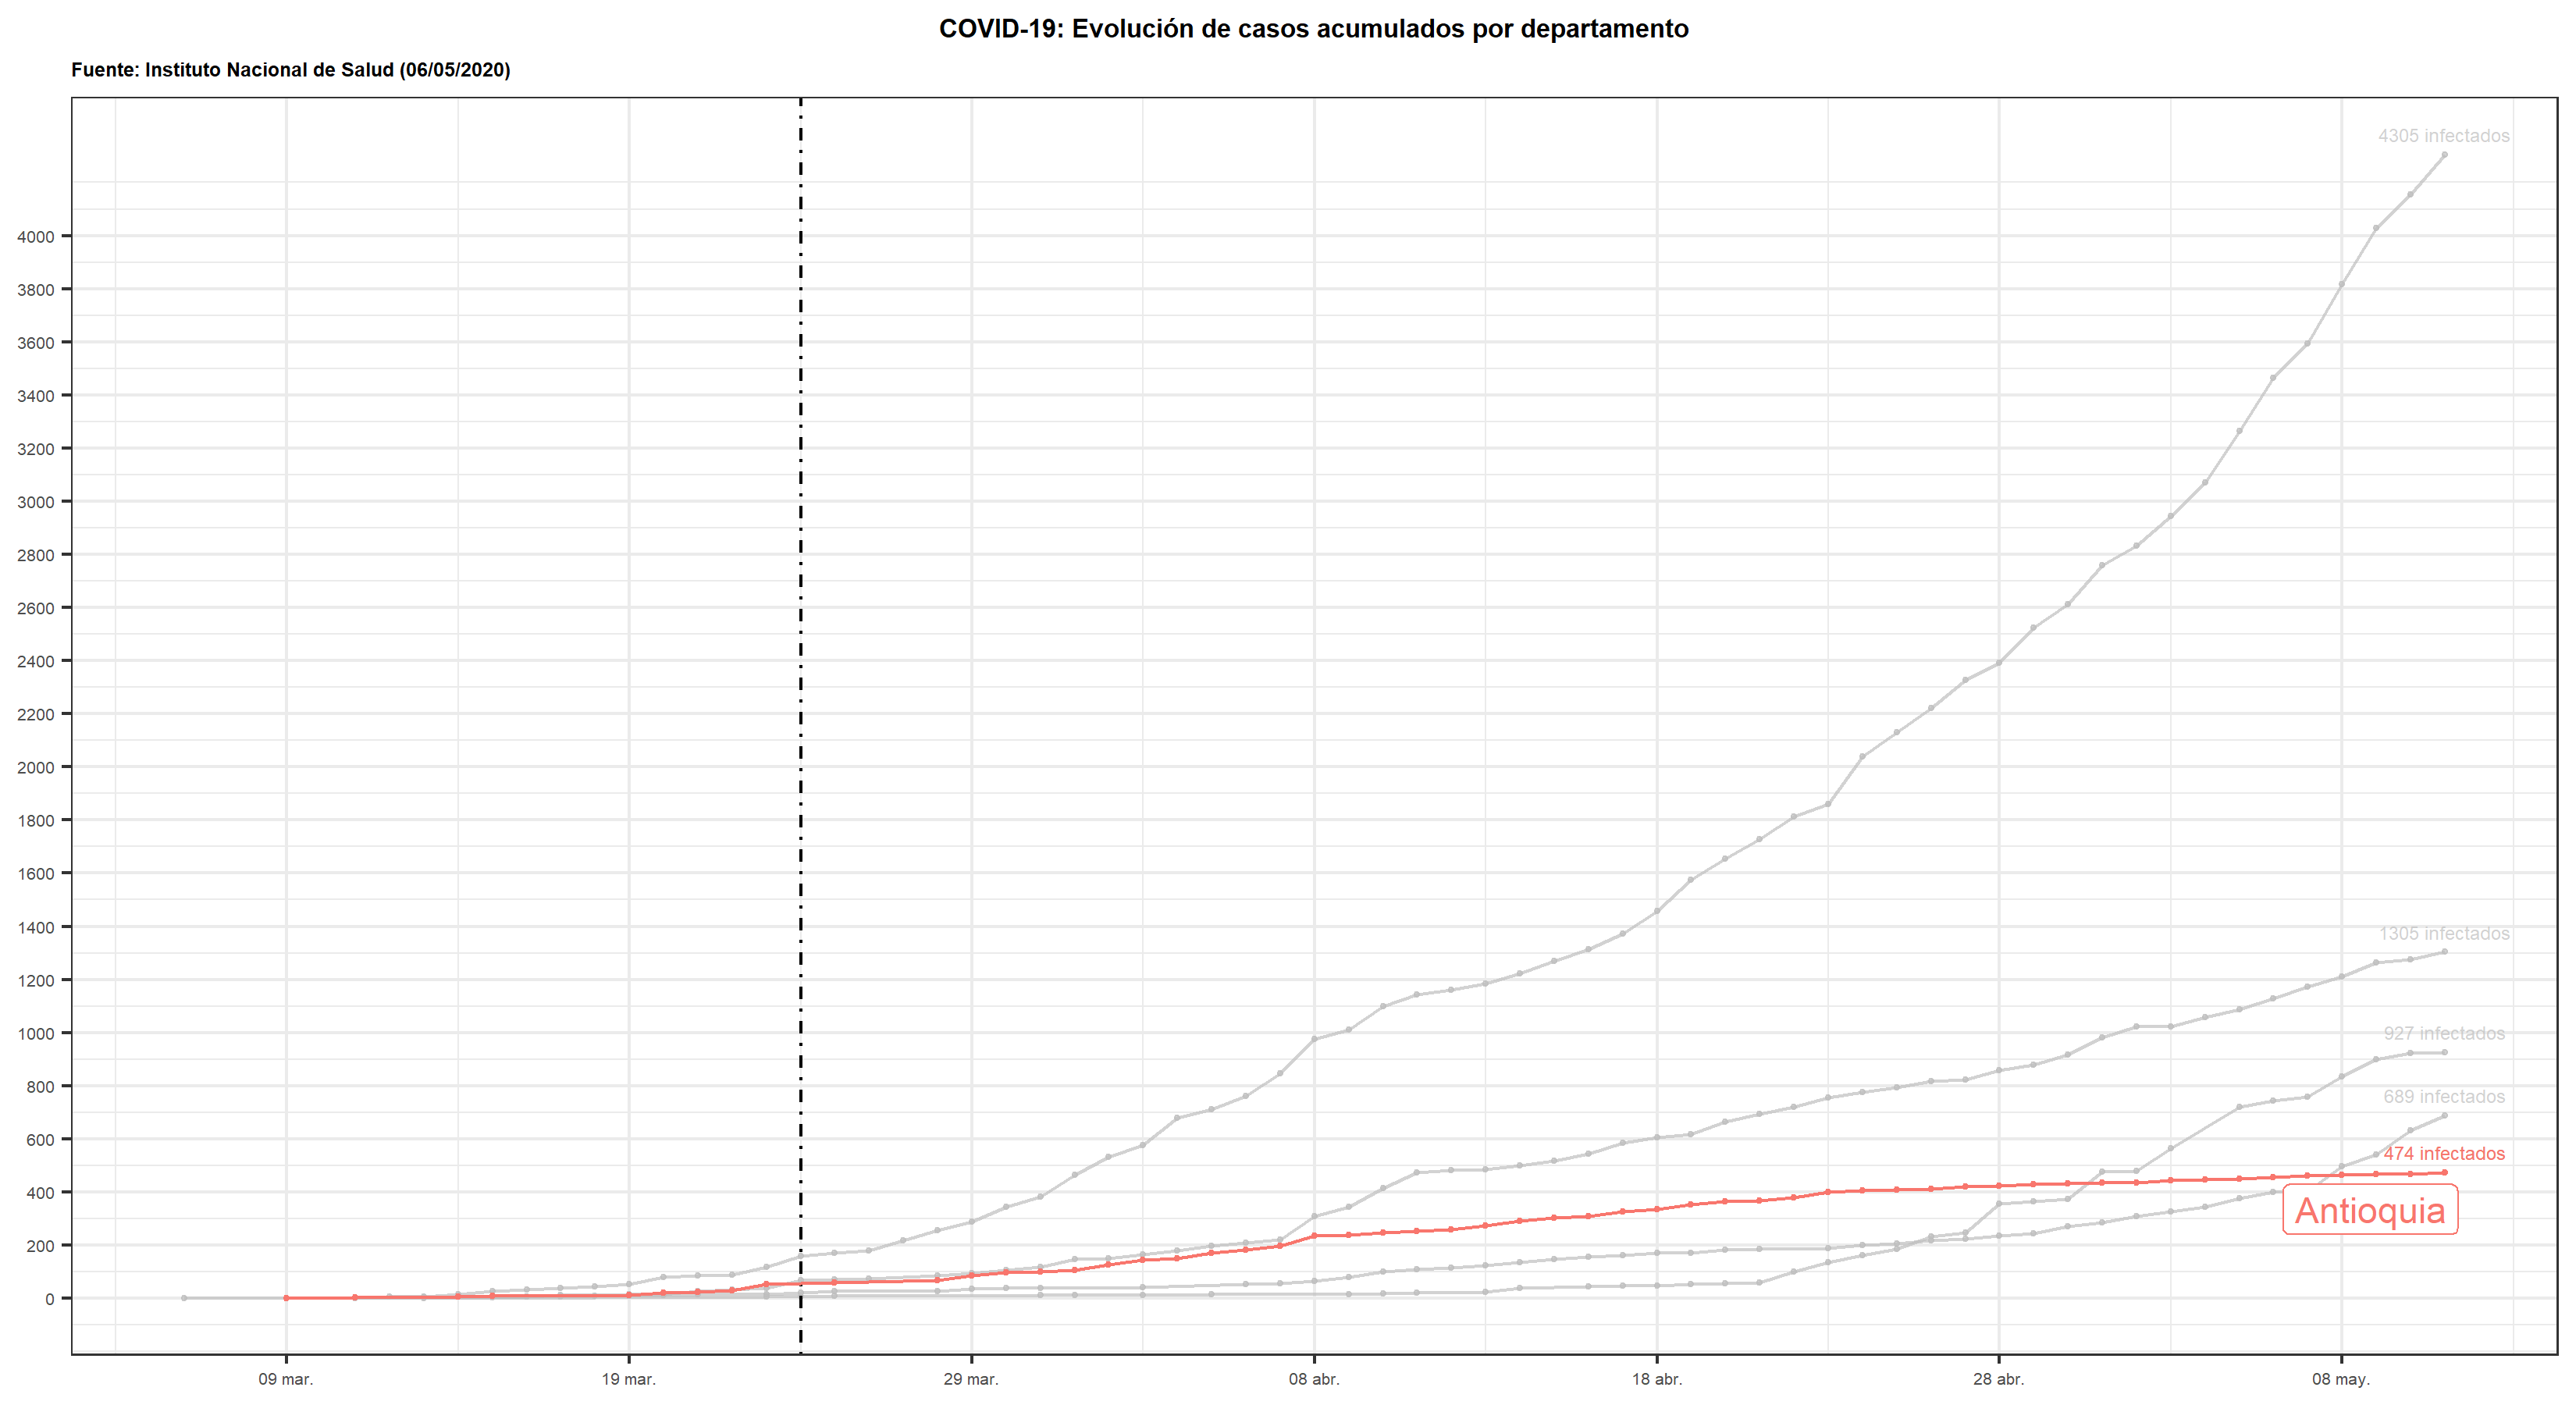 COVID-19: Evolución de casos acumulados por departamento
Fuente: Instituto Nacional de Salud (06/05/2020)
4305 infectados
4000
3800
3600
3400
3200
3000
2800
2600
2400
2200
2000
1800
1600
1400
1305 infectados
1200
1000
927 infectados
800
689 infectados
600
474 infectados
400
Antioquia
200
0
09 mar.
19 mar.
29 mar.
08 abr.
18 abr.
28 abr.
08 may.